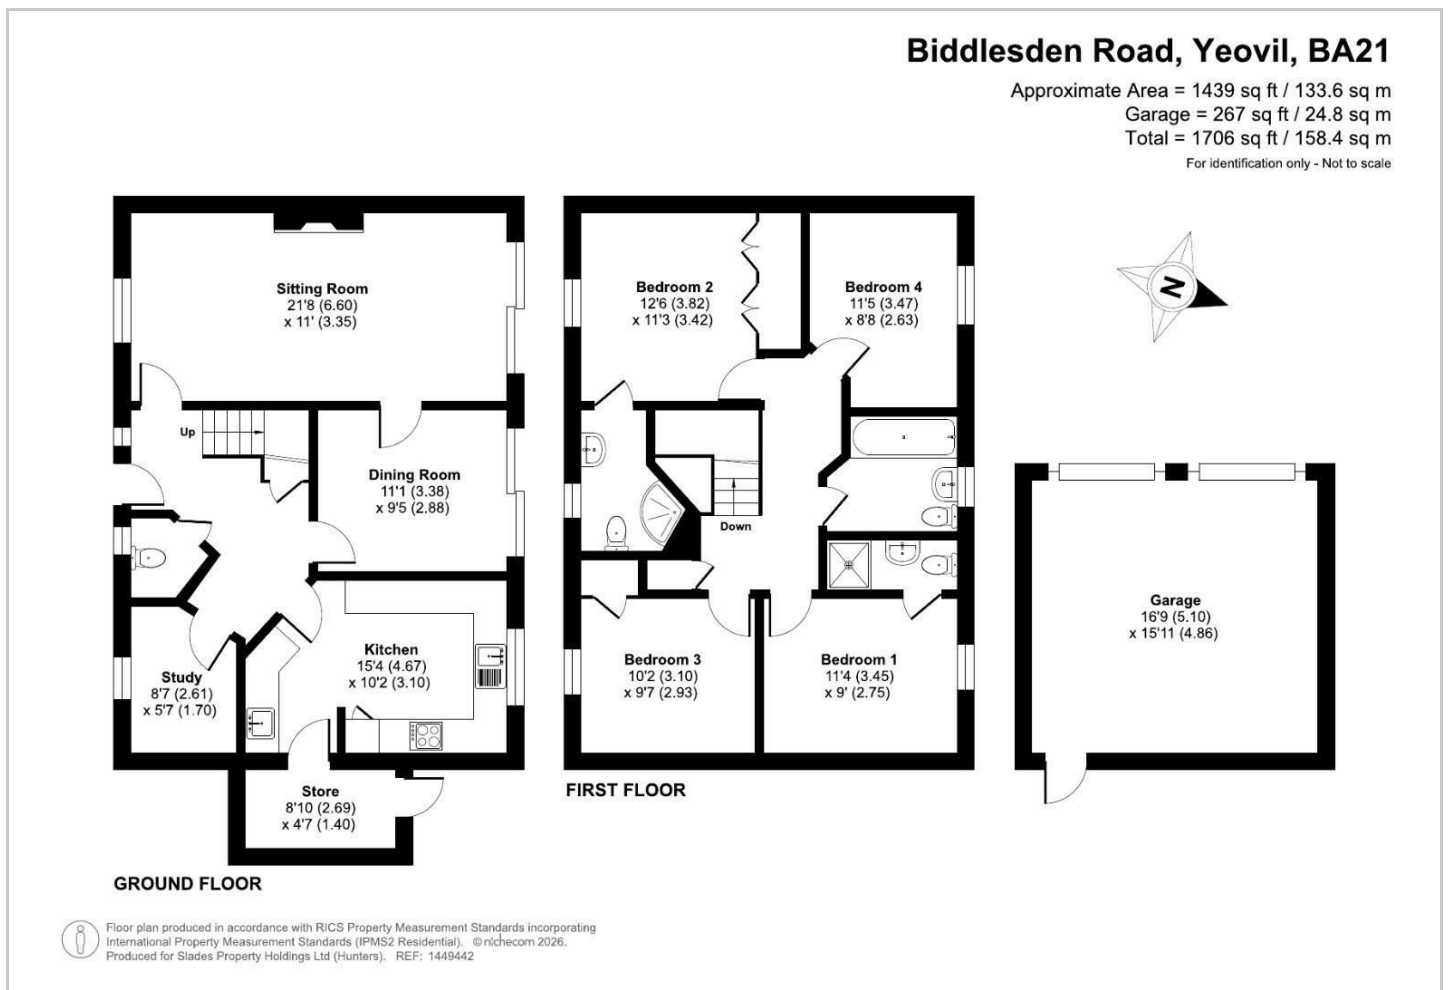 Biddlesden Road, Yeovil, BA21
Approximate Area = 1439 sq ft / 133.6 sq m
Garage = 267 sq ft / 24.8 sq m
Total = 1706 sq ft / 158.4 sq m
For identification only - Not to scale
Sitting Room
21'8 (6.60)
x 11' (3.35)
Up
Dining Room
11'1 (3.38)
x 9'5 (2.88)
Kitchen
15'4 (4.67)
x 10'2 (3.10)
Study
8'7 (2.61)
x 5'7 (1.70)
Store
8'10 (2.69)
x 4'7 (1.40)
GROUND FLOOR
Bedroom 2
12'6 (3.82)
x 11'3 (3.42)
Bedroom 4
11'5 (3.47)
x 8'8 (2.63)
Down
Bedroom 3
10'2 (3.10)
x 9'7 (2.93)
Bedroom 1
11'4 (3.45)
x 9' (2.75)
FIRST FLOOR
N
Garage
16'9 (5.10)
x 15'11 (4.86)
Floor plan produced in accordance with RICS Property Measurement Standards incorporating
International Property Measurement Standards (IPMS2 Residential). © nichecom 2026.
Produced for Slades Property Holdings Ltd (Hunters). REF: 1449442